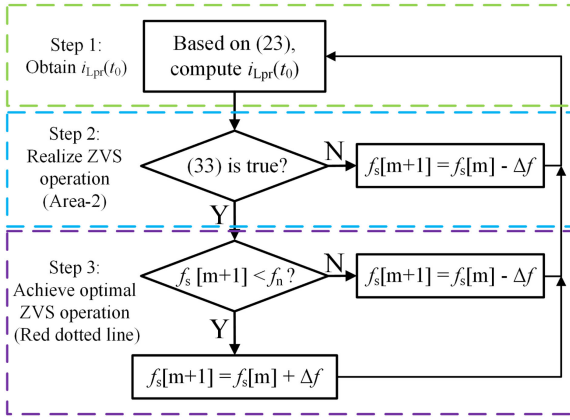 Step 1:
Obtain iLpr(t0)
Based on (23),
compute iLpr(t0)
Step 2:
Realize ZVS
operation
(Area-2)
(33) is true?
N
fs[m+1] = fs[m] - Δf
Y
Step 3:
Achieve optimal
ZVS operation
(Red dotted line)
fs [m+1] < fn ?
N
fs[m+1] = fs[m] - Δf
Y
fs[m+1] = fs[m] + Δf